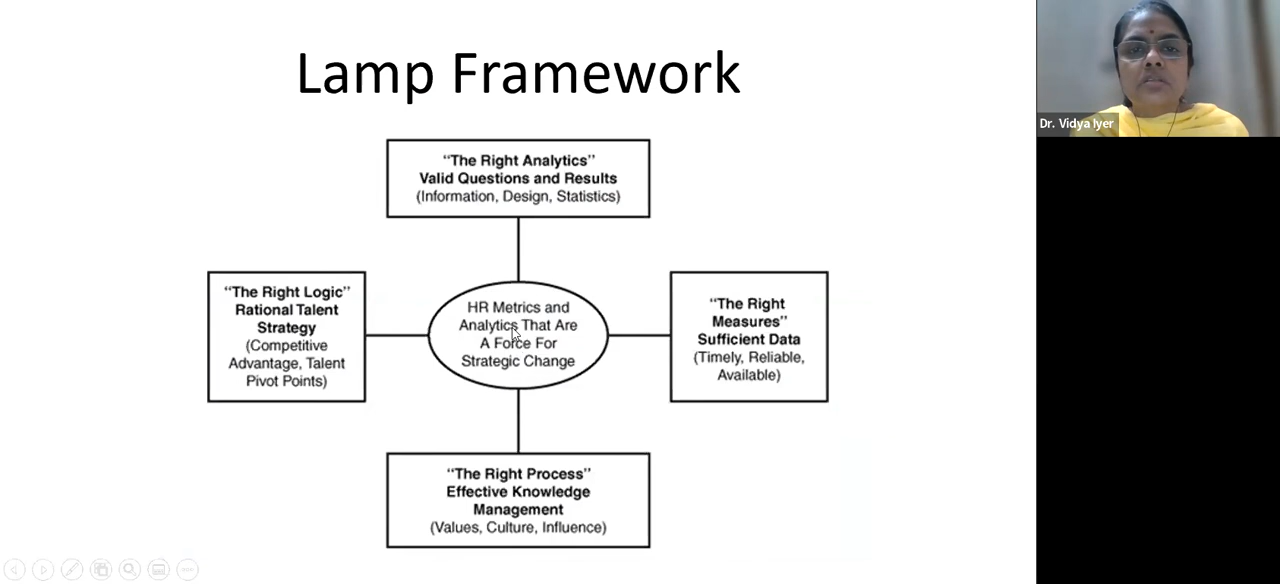 Lamp Framework
“The Right Analytics”
Valid Questions and Results
(Information, Design, Statistics)
“The Right Logic”
Rational Talent
Strategy
(Competitive
Advantage, Talent
Pivot Points)
HR Metrics and
Analytics That Are
A Force For
Strategic Change
“The Right
Measures”
Sufficient Data
(Timely, Reliable,
Available)
“The Right Process”
Effective Knowledge
Management
(Values, Culture, Influence)
Dr. Vidya Iyer